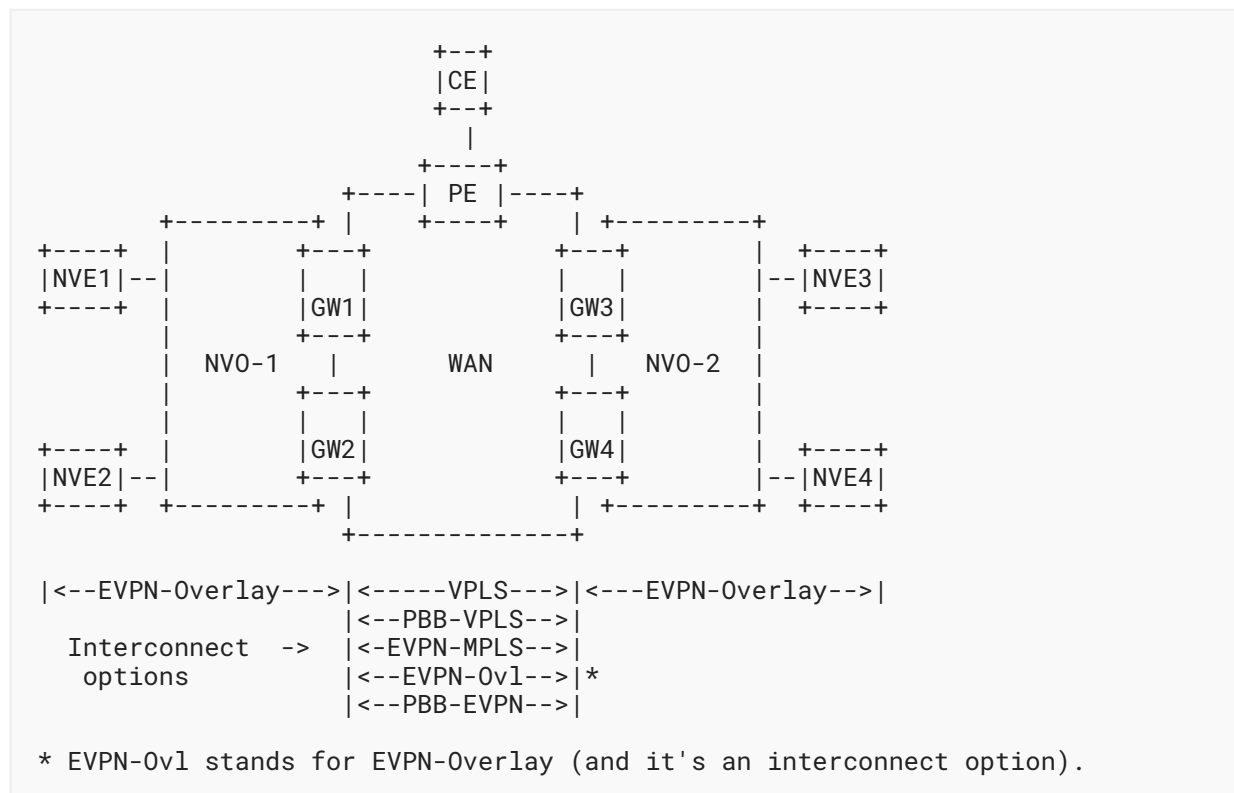 +--+
                           |CE|
                           +--+
                             |
                          +----+
                     +----| PE |----+
         +---------+ |    +----+    | +---------+
+----+  |        +---+            +---+        |  +----+
|NVE1|--|        |   |            |   |        |--|NVE3|
+----+  |        |GW1|            |GW3|        |  +----+
        |        +---+            +---+        |
        |  NVO-1   |       WAN      |   NVO-2  |
        |        +---+            +---+        |
        |        |   |            |   |        |
+----+  |        |GW2|            |GW4|        |  +----+
|NVE2|--|        +---+            +---+        |--|NVE4|
+----+  +---------+ |               | +---------+  +----+
                     +--------------+

|<--EVPN-Overlay--->|<-----VPLS--->|<---EVPN-Overlay-->|
                     |<--PBB-VPLS-->|
  Interconnect  ->   |<-EVPN-MPLS-->|
   options           |<--EVPN-Ovl-->|*
                     |<--PBB-EVPN-->|

* EVPN-Ovl stands for EVPN-Overlay (and it's an interconnect option).